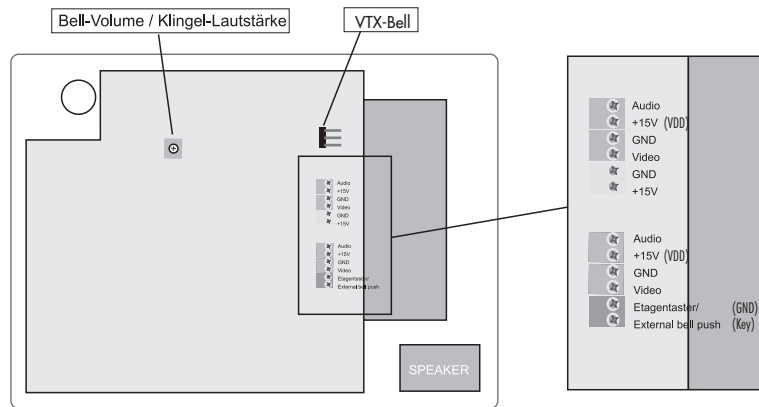 Bell-Volume / Klingel-Lautstärke
VTX-Bell
Audio
+15V
GND
Video
GND
+15V
Audio
+15V
GND
Video
Etagentaster/
External bell push
SPEAKER
Audio
+15V (VDD)
GND
Video
GND
+15V
Audio
+15V (VDD)
GND
Video
Etagentaster/ (GND)
External bell push (Key)